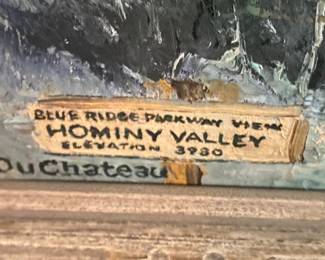 BLUE RIDGE PARKWAY VIEW
HOMINY VALLEY
ELEVATION 3980
DuChateau